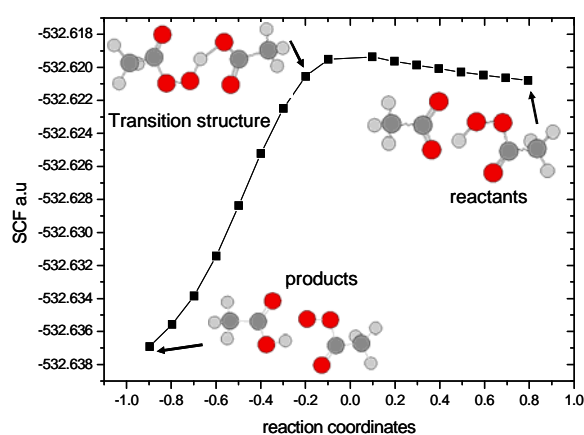 -532.618
-532.620
-532.622
-532.624
-532.626
-532.628
-532.630
-532.632
-532.634
-532.636
-532.638
SCF a.u
Transition structure
reactants
products
-1.0 -0.8 -0.6 -0.4 -0.2 0.0 0.2 0.4 0.6 0.8 1.0
reaction coordinates